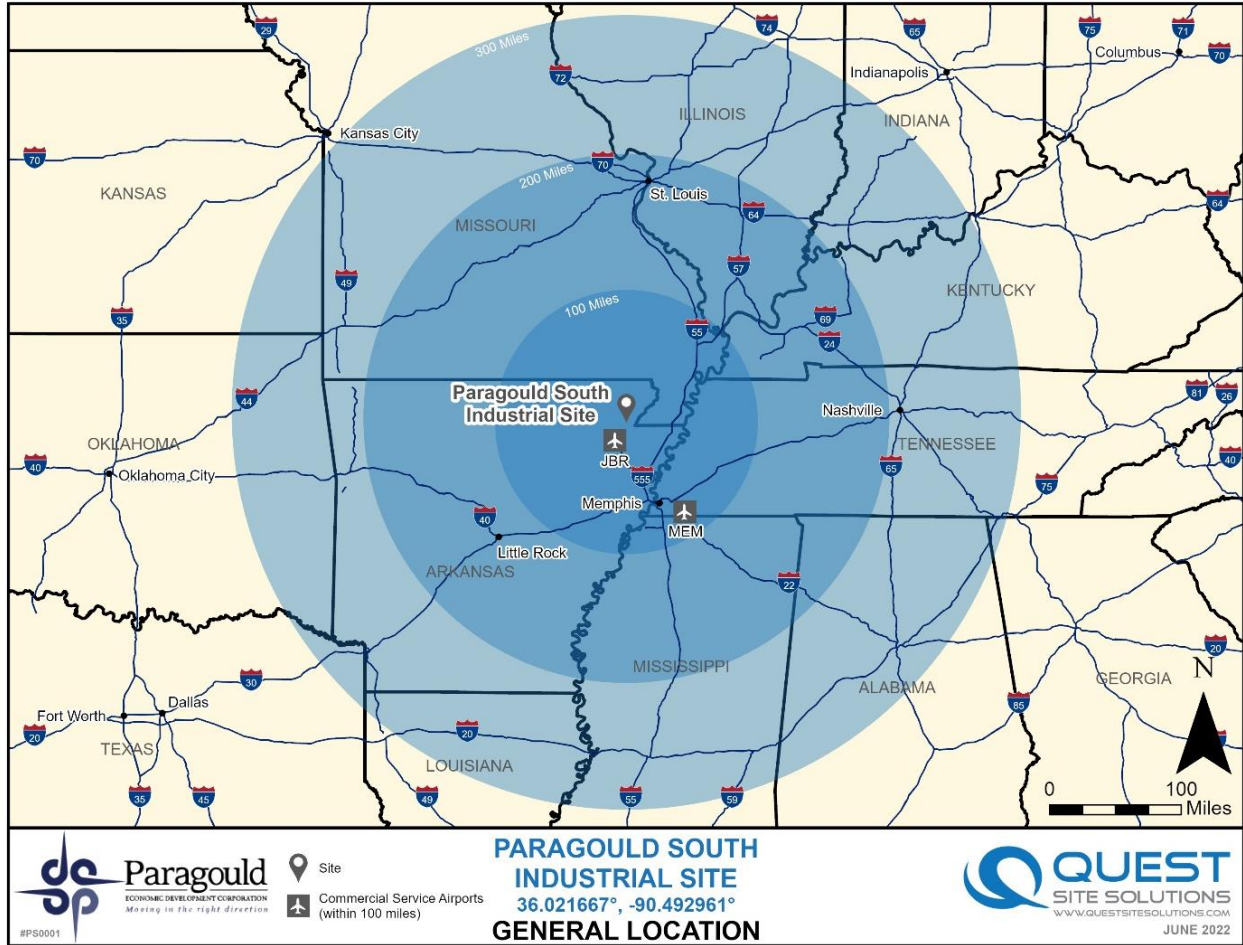 29
74
65
75
71
Columbus
70
300 Miles
Indianapolis
72
ILLINOIS
INDIANA
Kansas City
70
70
200 Miles
KANSAS
St. Louis
64
64
MISSOURI
57
49
KENTUCKY
100 Miles
35
55
69
24
Paragould South
Industrial Site
81
26
44
Nashville
OKLAHOMA
JBR
TENNESSEE
40
Oklahoma City
555
65
40
75
Memphis
40
MEM
Little Rock
ARKANSAS
22
MISSISSIPPI
20
30
ALABAMA
GEORGIA
N
Dallas
Fort Worth
85
20
20
TEXAS
LOUISIANA
0 100
Miles
35
45
49
55
59
Paragould
ECONOMIC DEVELOPMENT CORPORATION
Moving in the right direction
#PS0001
Site
Commercial Service Airports
(within 100 miles)
PARAGOULD SOUTH
INDUSTRIAL SITE
36.021667°, -90.492961°
GENERAL LOCATION
QUEST
SITE SOLUTIONS
WWW.QUESTSITESOLUTIONS.COM
JUNE 2022